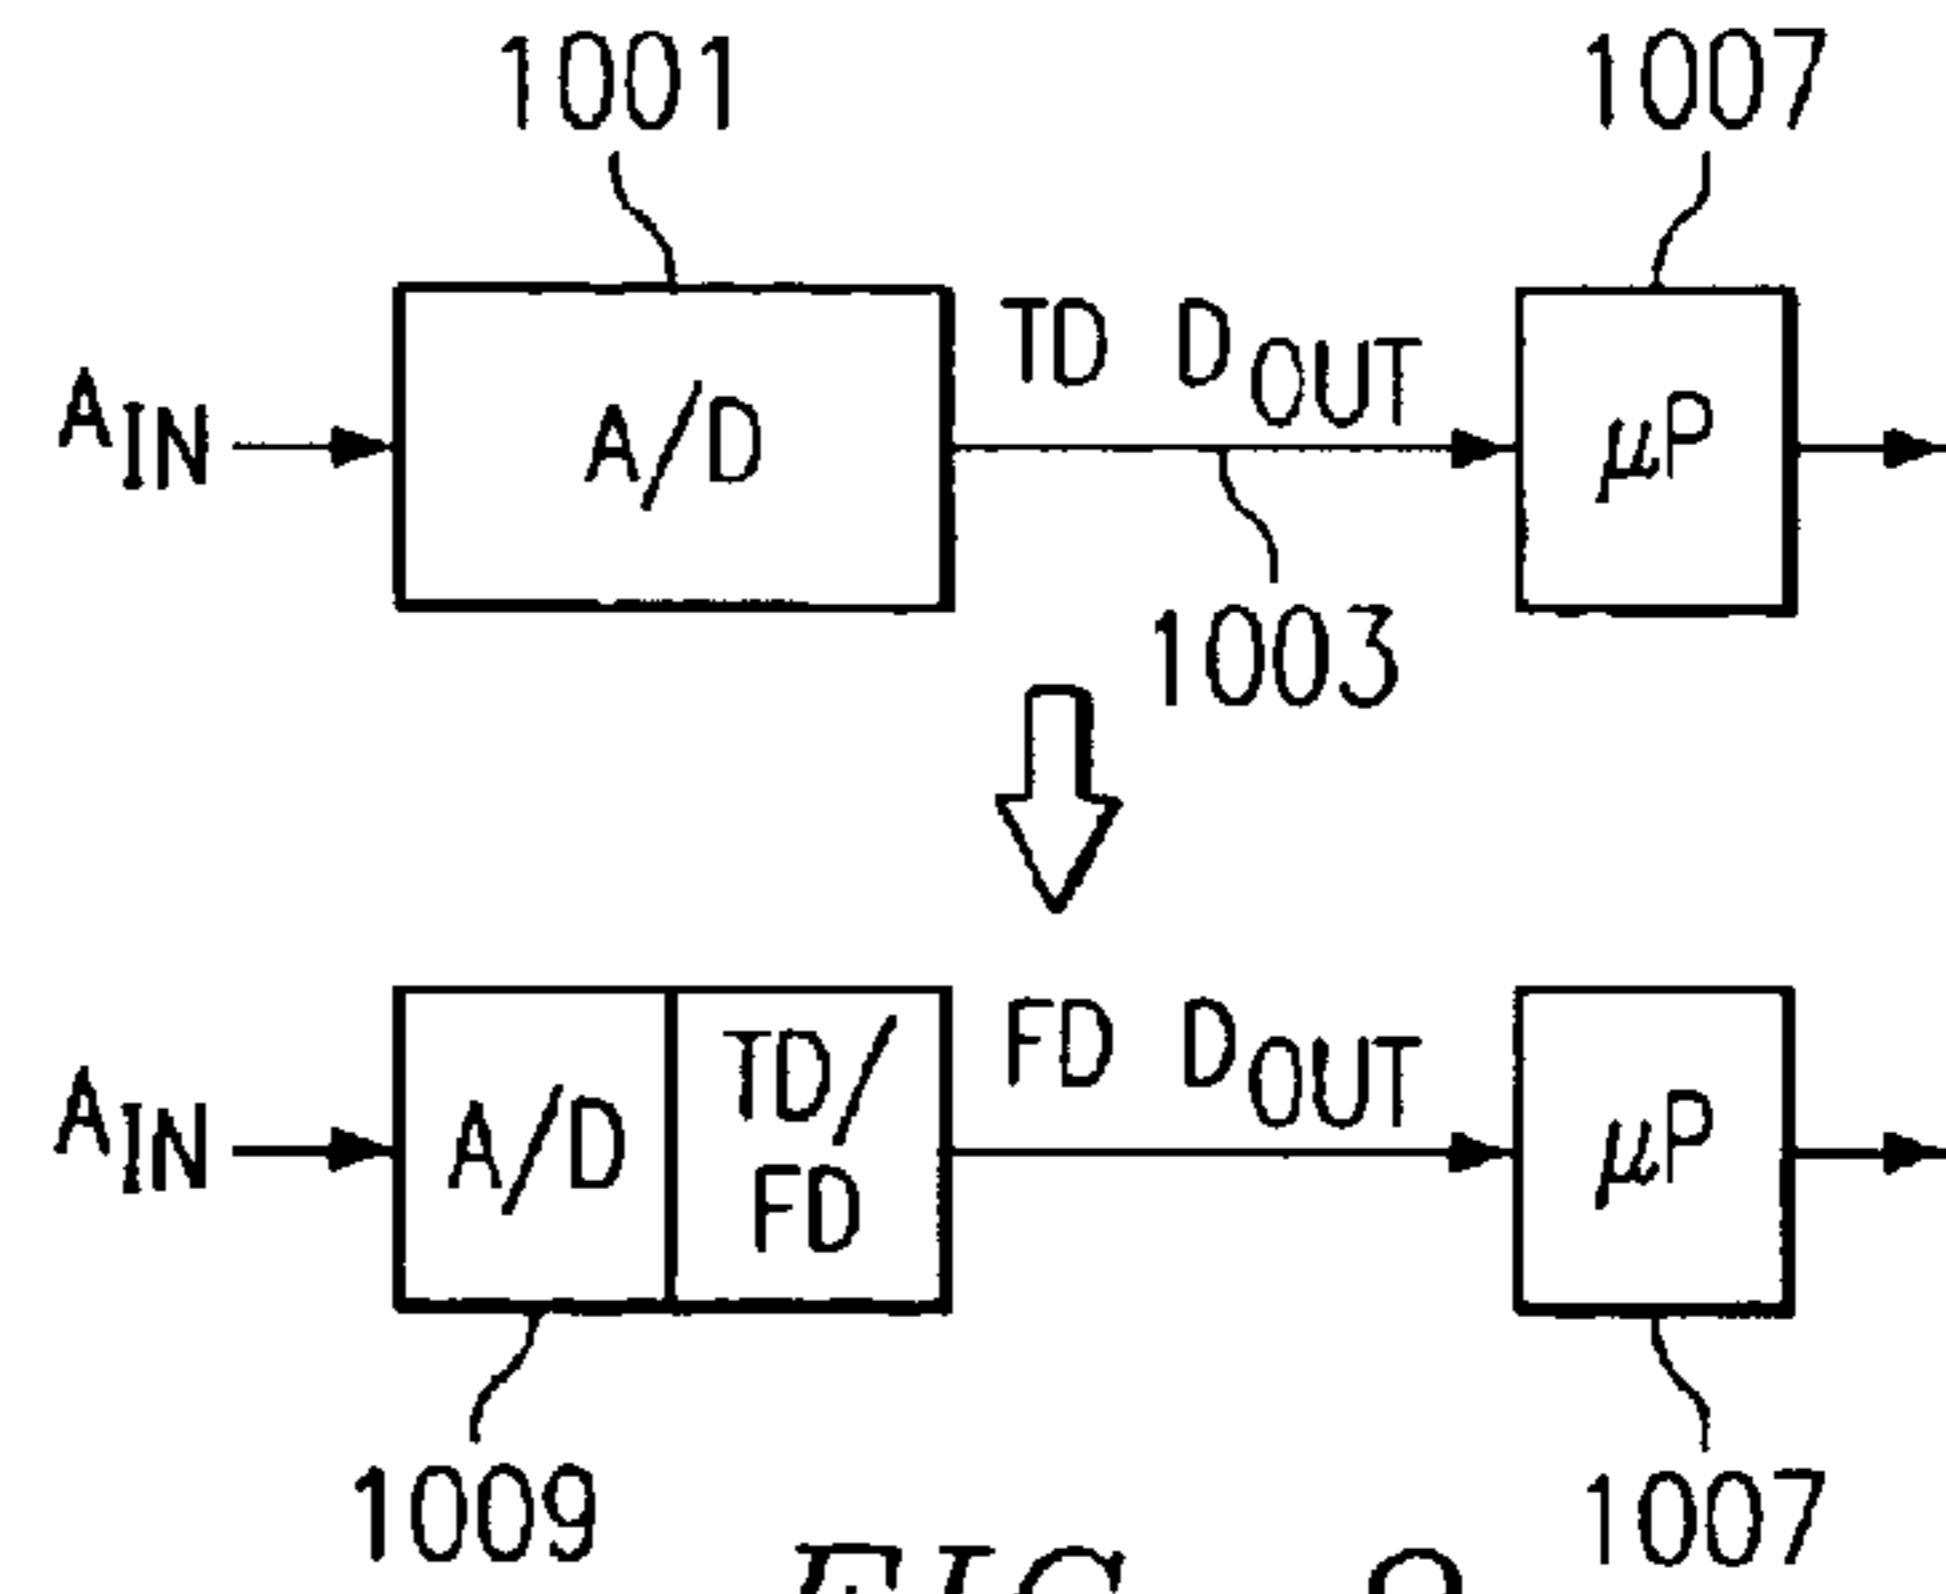 1001
1007
A_IN
A/D
TD D_OUT
μP
1003
A_IN
A/D
TD/
FD
FD D_OUT
μP
1009
1007